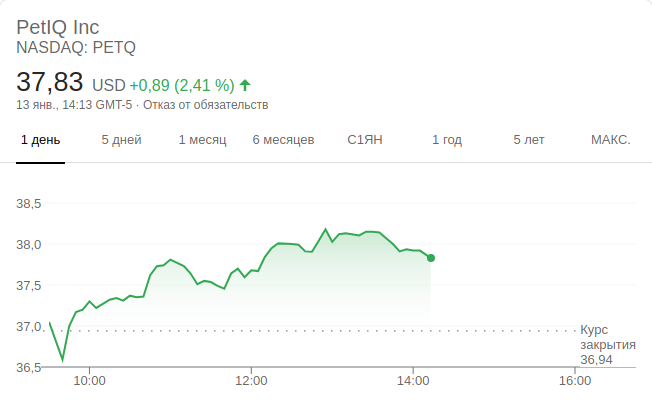 PetIQ Inc
NASDAQ: PETQ
37,83 USD +0,89 (2,41 %)
13 янв., 14:13 GMT-5 · Отказ от обязательств
1 день 5 дней 1 месяц 6 месяцев С1ЯН 1 год 5 лет МАКС.
38,5
38,0
37,5
37,0
Курс
закрытия
36,94
36,5
10:00 12:00 14:00 16:00